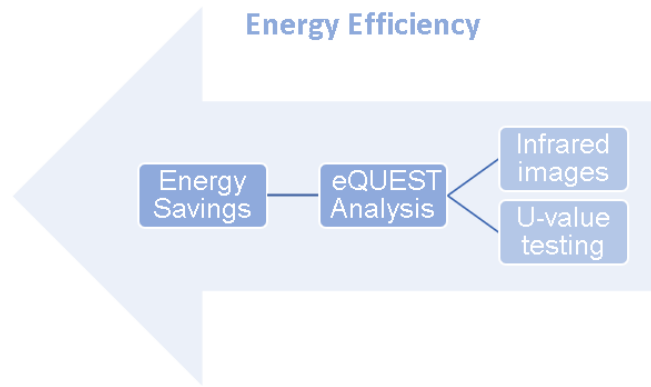 Energy Efficiency
Energy
Savings
eQUEST
Analysis
Infrared
images
U-value
testing